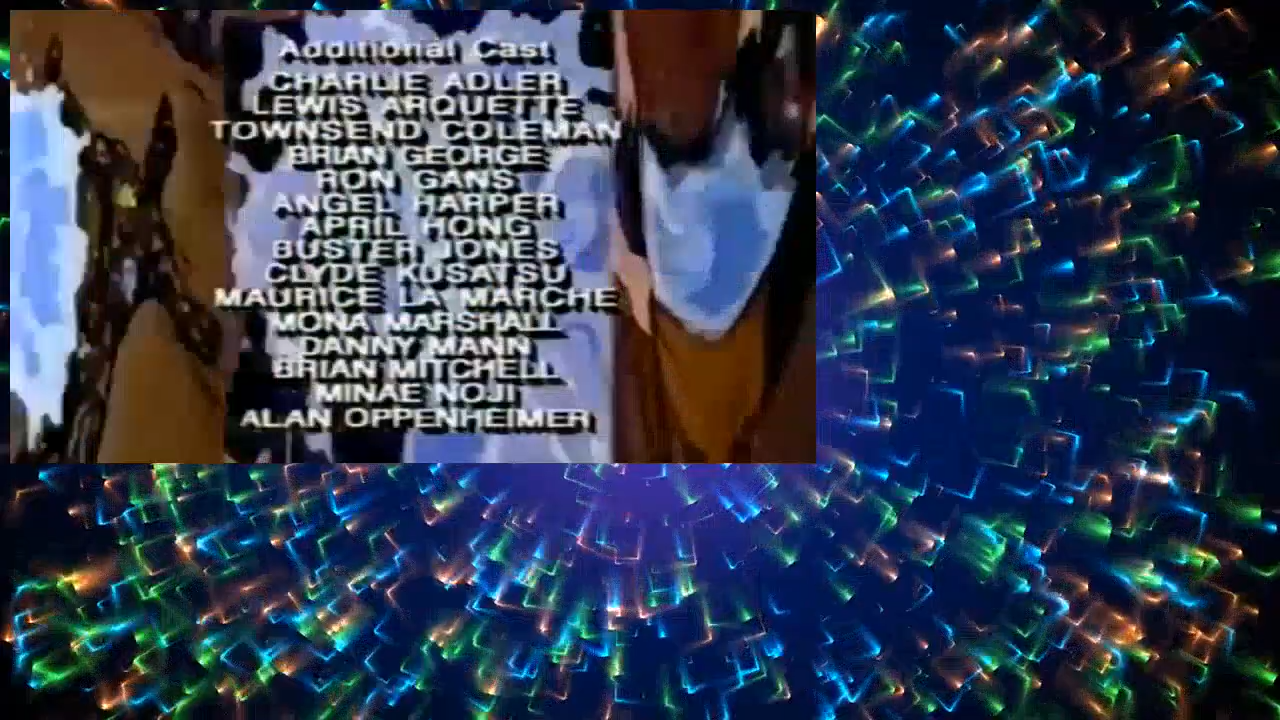 Additional Cast
CHARLIE ADLER
LEWIS ARQUETTE
TOWNSEND COLEMAN
BRIAN GEORGE
RON GANS
ANGEL HARPER
APRIL HONG
BUSTER JONES
CLYDE KUSATSU
MAURICE LA MARCHE
MONA MARSHALL
DANNY MANN
BRIAN MITCHELL
MINAE NOJI
ALAN OPPENHEIMER